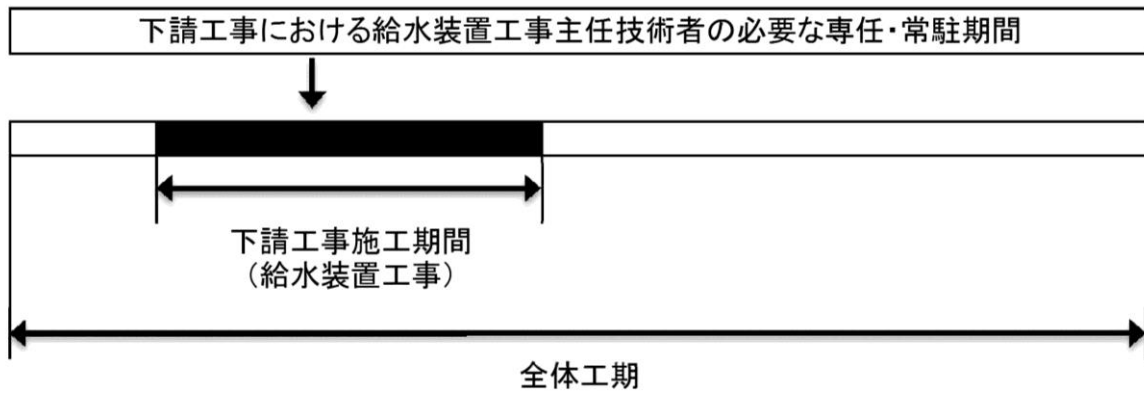 下請工事における給水装置工事主任技術者の必要な専任・常駐期間
下請工事施工期間
（給水装置工事）
全体工期